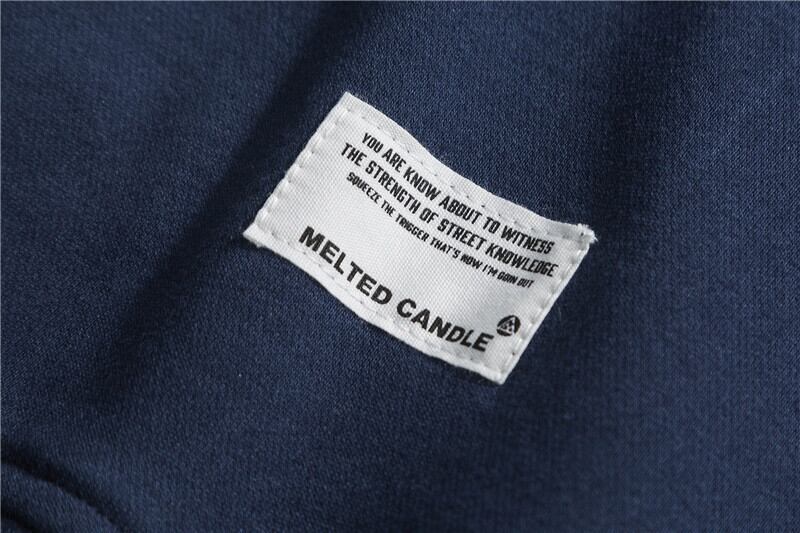 YOU ARE KNOW ABOUT TO WITNESS
THE STRENGTH OF STREET KNOWLEDGE
SQUEEZE THE TRIGGER THAT'S NOW I'M GOIN OUT
MELTED CANDLE